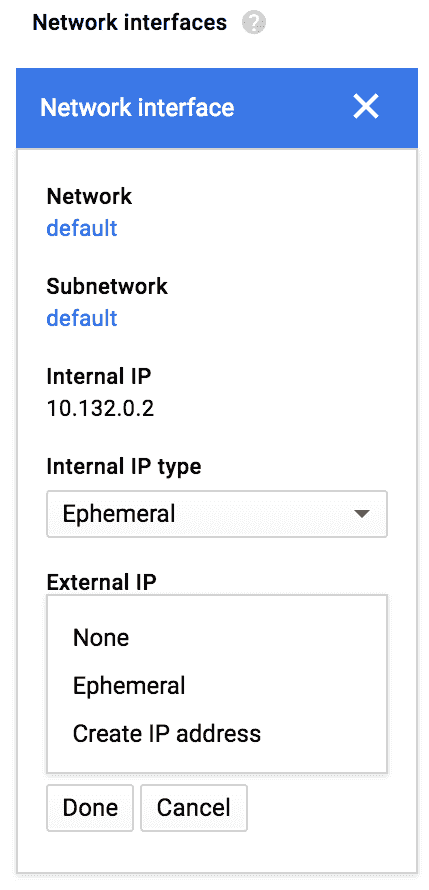 Network interfaces ?
Network interface
Network
default
Subnetwork
default
Internal IP
10.132.0.2
Internal IP type
Ephemeral
External IP
None
Ephemeral
Create IP address
Done Cancel